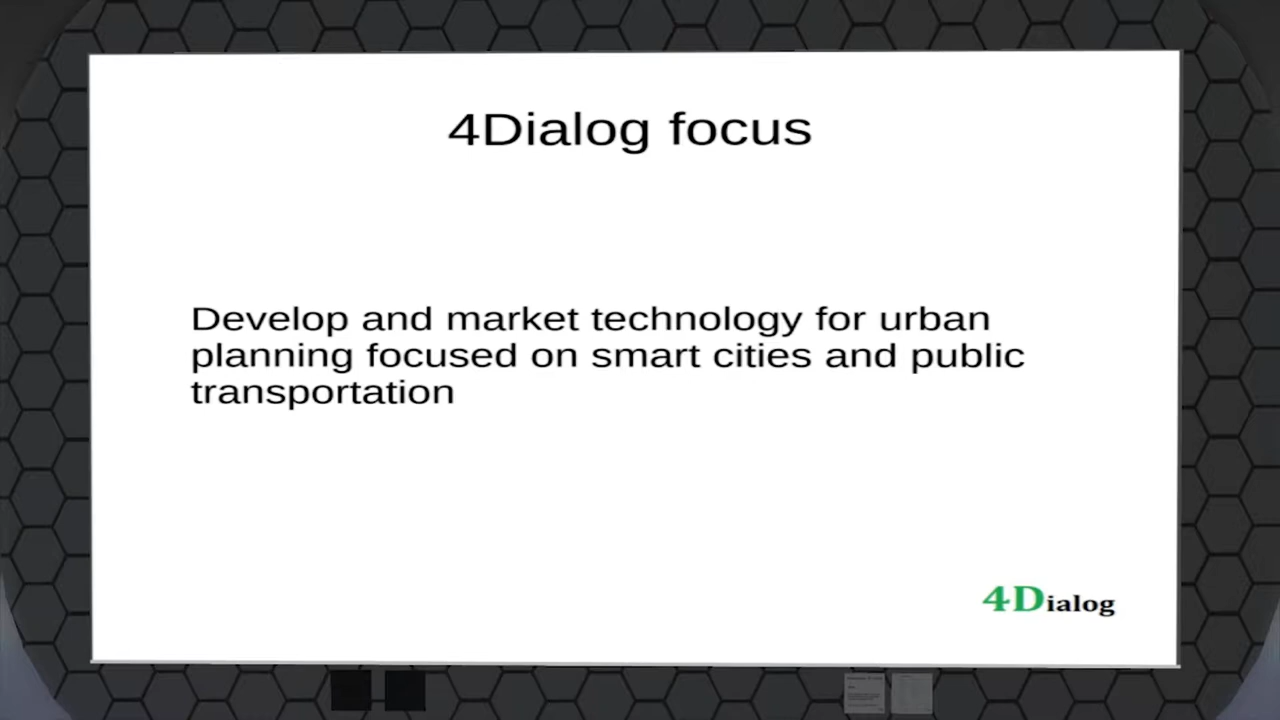 4Dialog focus
Develop and market technology for urban
planning focused on smart cities and public
transportation
4Dialog